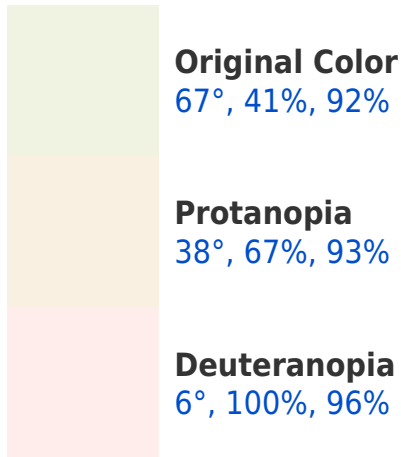 Original Color
67°, 41%, 92%
Protanopia
38°, 67%, 93%
Deuteranopia
6°, 100%, 96%